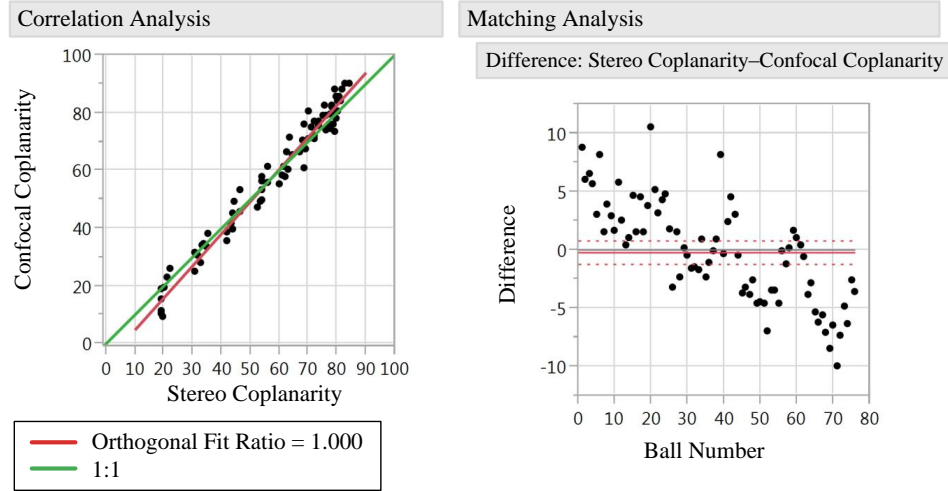 Correlation Analysis
Confocal Coplanarity
100
80
60
40
20
0
0 10 20 30 40 50 60 70 80 90 100
Stereo Coplanarity
Orthogonal Fit Ratio = 1.000
1:1
Matching Analysis
Difference: Stereo Coplanarity–Confocal Coplanarity
Difference
10
5
0
-5
-10
0 10 20 30 40 50 60 70 80
Ball Number